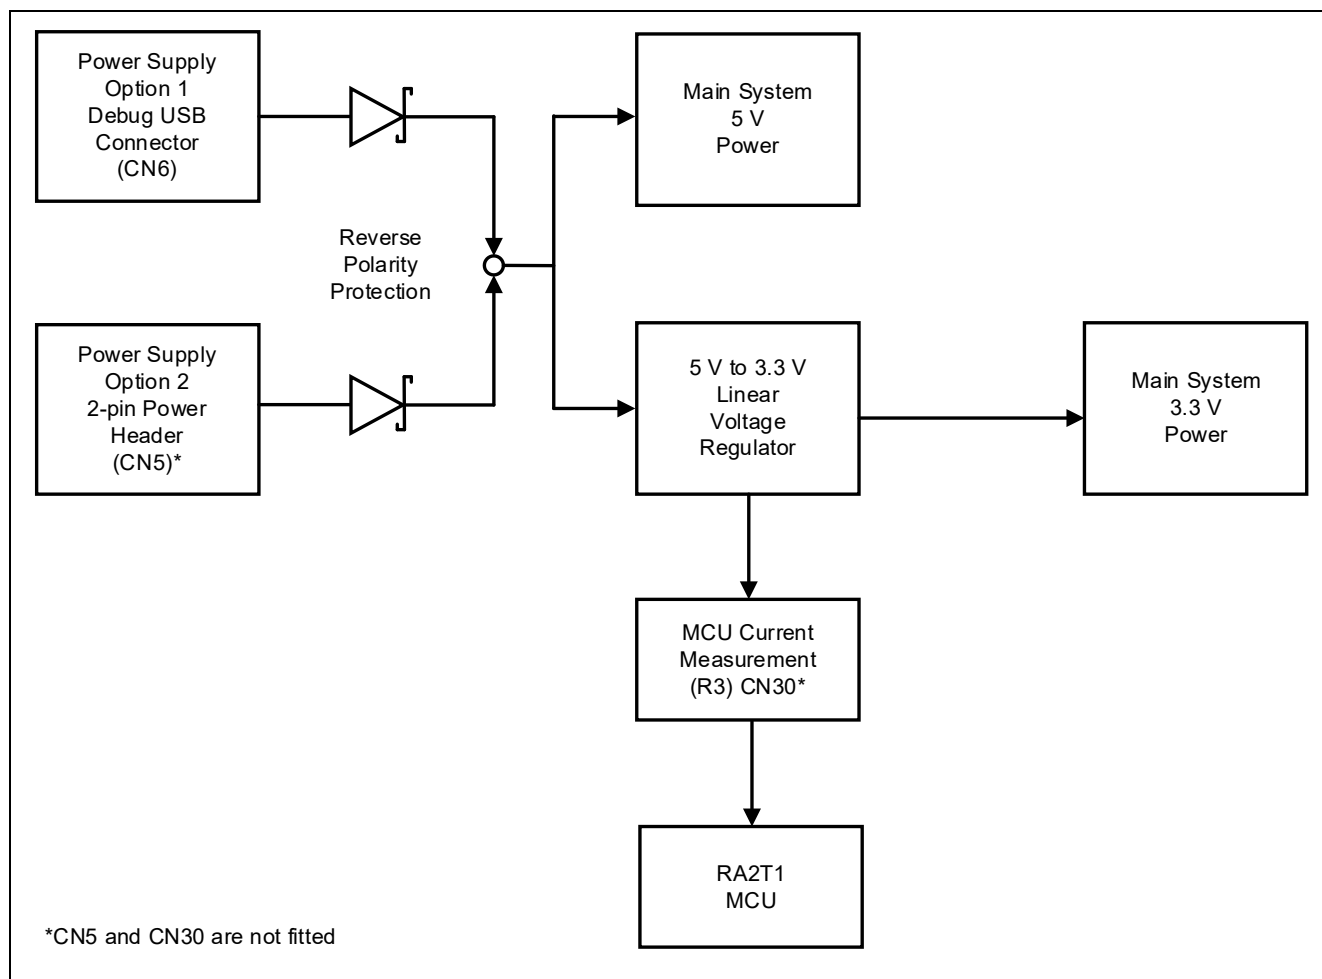 Power Supply
Option 1
Debug USB
Connector
(CN6)
Main System
5 V
Power
Reverse
Polarity
Protection
Power Supply
Option 2
2-pin Power
Header
(CN5)*
5 V to 3.3 V
Linear
Voltage
Regulator
Main System
3.3 V
Power
MCU Current
Measurement
(R3) CN30*
RA2T1
MCU
*CN5 and CN30 are not fitted